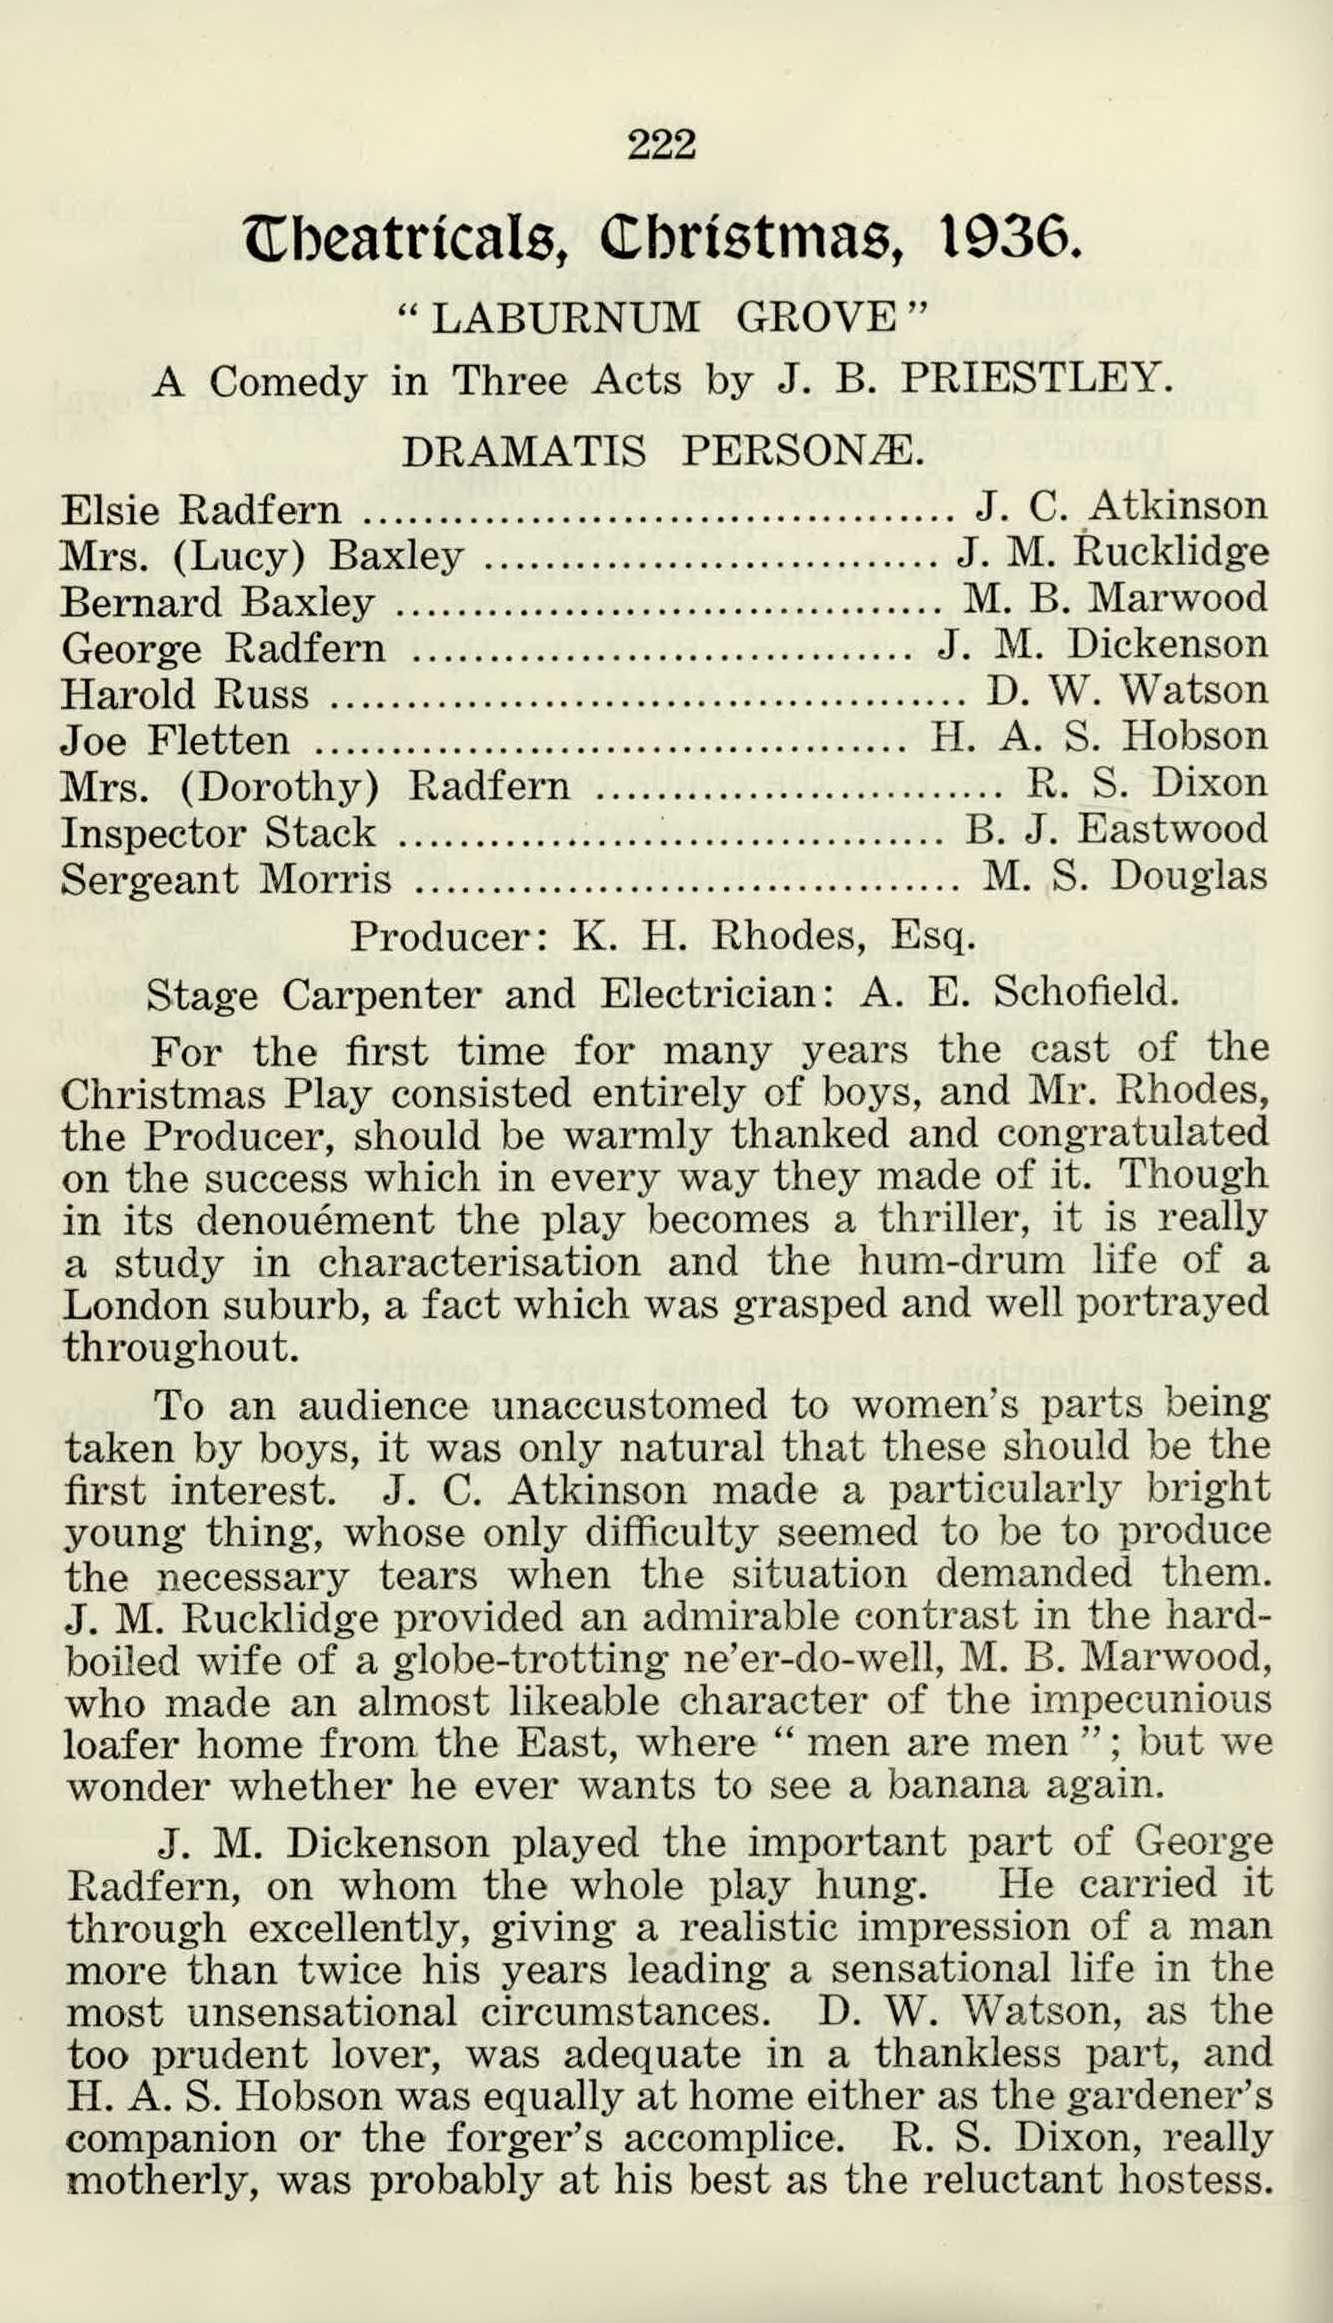 222
Theatricals, Christmas, 1936.
“ LABURNUM GROVE ”
A Comedy in Three Acts by J. B. PRIESTLEY.
DRAMATIS PERSONÆ.
Elsie Radfern ....................................... J. C. Atkinson
Mrs. (Lucy) Baxley .............................. J. M. Rucklidge
Bernard Baxley .................................... M. B. Marwood
George Radfern ................................. J. M. Dickenson
Harold Russ .......................................... D. W. Watson
Joe Fletten ....................................... H. A. S. Hobson
Mrs. (Dorothy) Radfern ........................... R. S. Dixon
Inspector Stack .................................... B. J. Eastwood
Sergeant Morris .................................... M. S. Douglas
Producer: K. H. Rhodes, Esq.
Stage Carpenter and Electrician: A. E. Schofield.
For the first time for many years the cast of the
Christmas Play consisted entirely of boys, and Mr. Rhodes,
the Producer, should be warmly thanked and congratulated
on the success which in every way they made of it. Though
in its denouément the play becomes a thriller, it is really
a study in characterisation and the hum-drum life of a
London suburb, a fact which was grasped and well portrayed
throughout.
To an audience unaccustomed to women's parts being
taken by boys, it was only natural that these should be the
first interest. J. C. Atkinson made a particularly bright
young thing, whose only difficulty seemed to be to produce
the necessary tears when the situation demanded them.
J. M. Rucklidge provided an admirable contrast in the hard-
boiled wife of a globe-trotting ne'er-do-well, M. B. Marwood,
who made an almost likeable character of the impecunious
loafer home from the East, where “ men are men ”; but we
wonder whether he ever wants to see a banana again.
J. M. Dickenson played the important part of George
Radfern, on whom the whole play hung. He carried it
through excellently, giving a realistic impression of a man
more than twice his years leading a sensational life in the
most unsensational circumstances. D. W. Watson, as the
too prudent lover, was adequate in a thankless part, and
H. A. S. Hobson was equally at home either as the gardener's
companion or the forger's accomplice. R. S. Dixon, really
motherly, was probably at his best as the reluctant hostess.